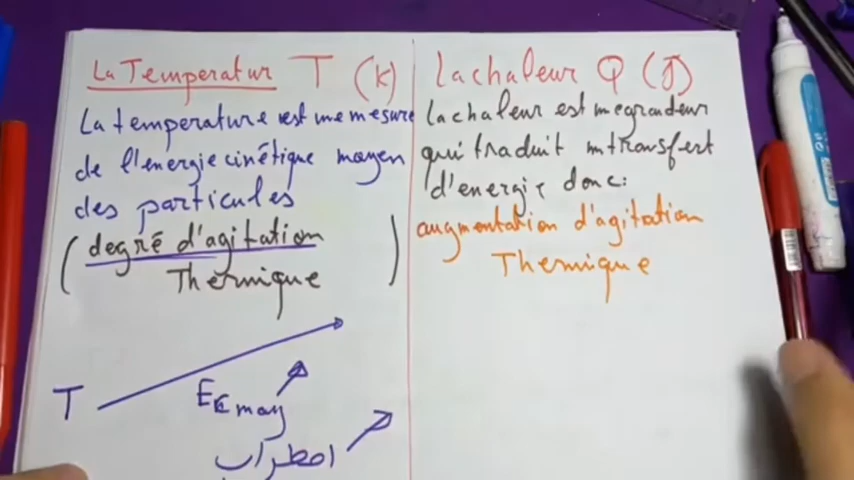 La Temperatur T (K)
La temperature est une mesure
de l'energie cinétique moyen
des particules
(degré d'agitation
Thermique)
T
Ec moy
اضطراب
La chaleur Q (J)
La chaleur est une grandeur
qui traduit un transfert
d'energie donc:
augmentation d'agitation
Thermique